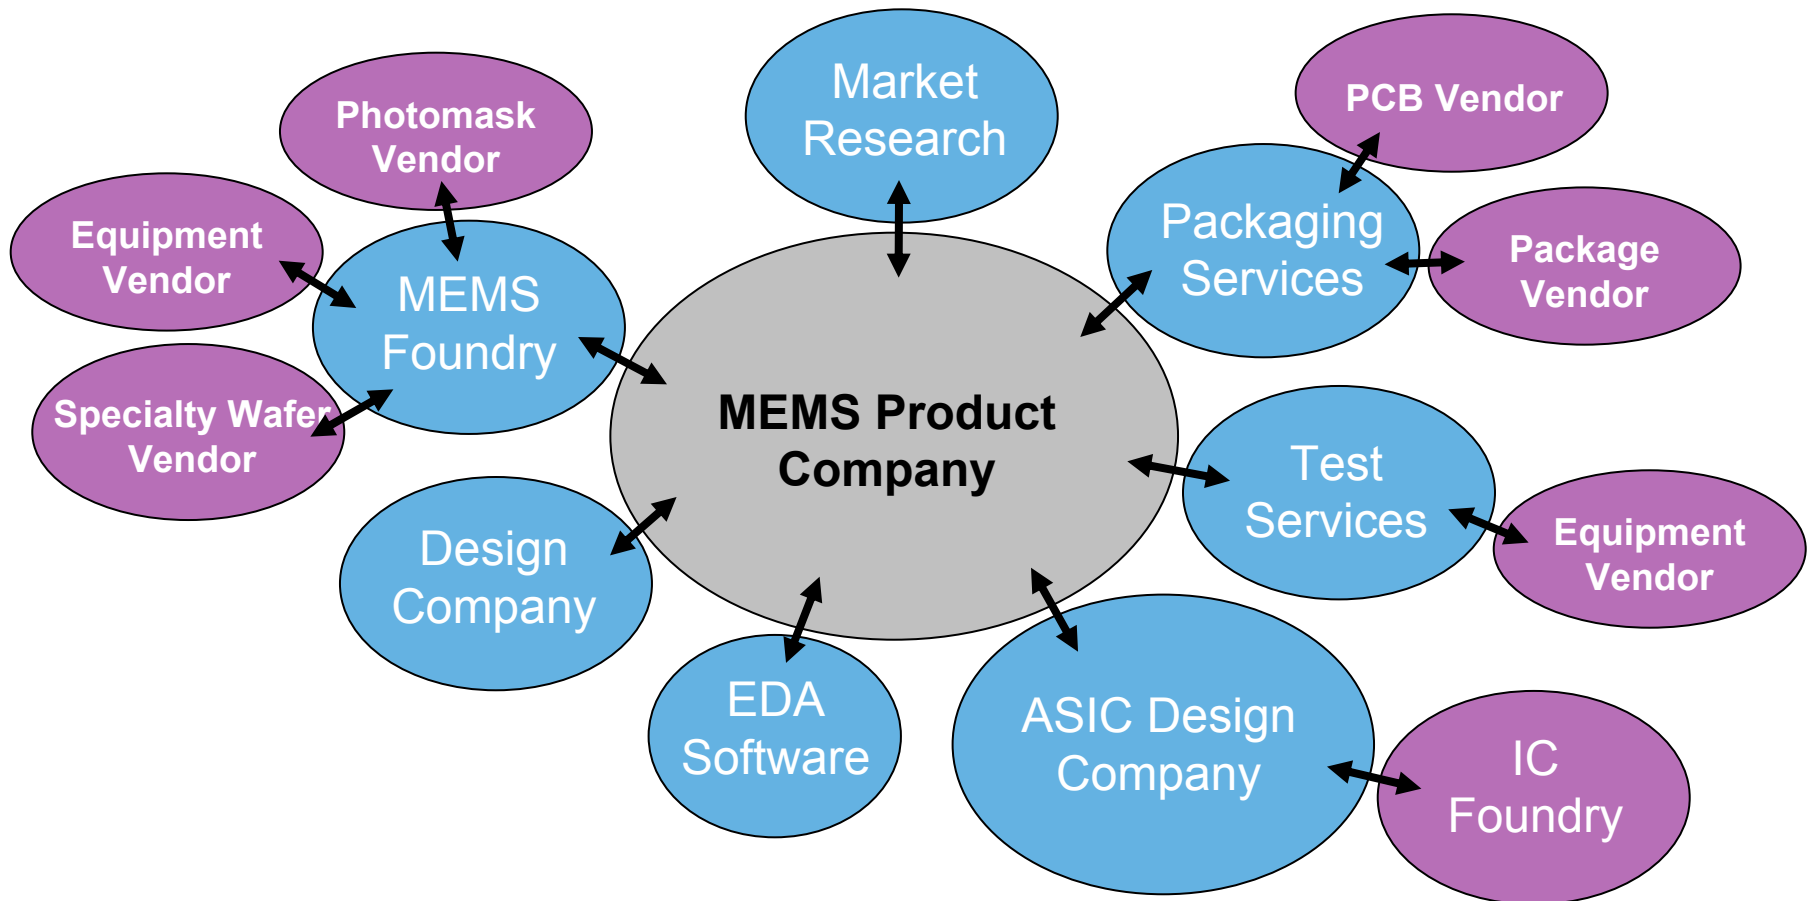 Market
Research
PCB Vendor
Photomask
Vendor
Packaging
Services
Package
Vendor
Equipment
Vendor
MEMS
Foundry
Specialty Wafer
Vendor
MEMS Product
Company
Test
Services
Equipment
Vendor
Design
Company
EDA
Software
ASIC Design
Company
IC
Foundry